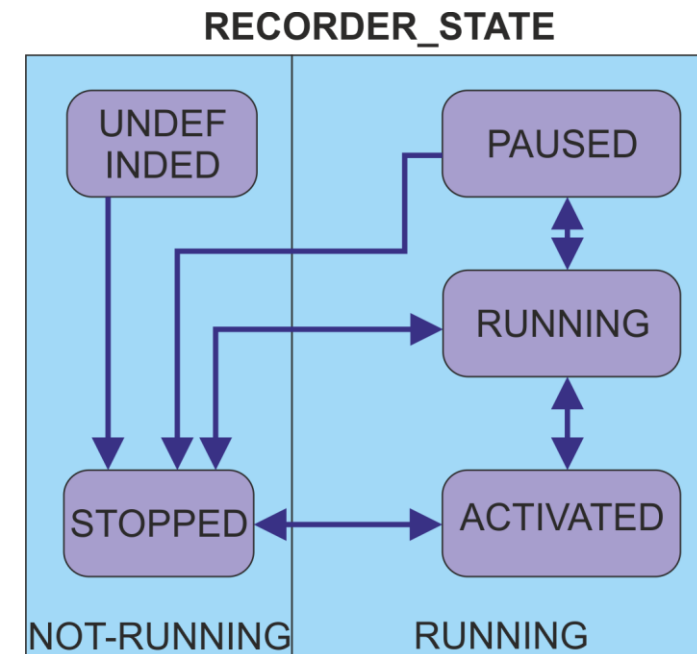 RECORDER_STATE
UNDEF
INDED
PAUSED
RUNNING
STOPPED
ACTIVATED
NOT-RUNNING
RUNNING